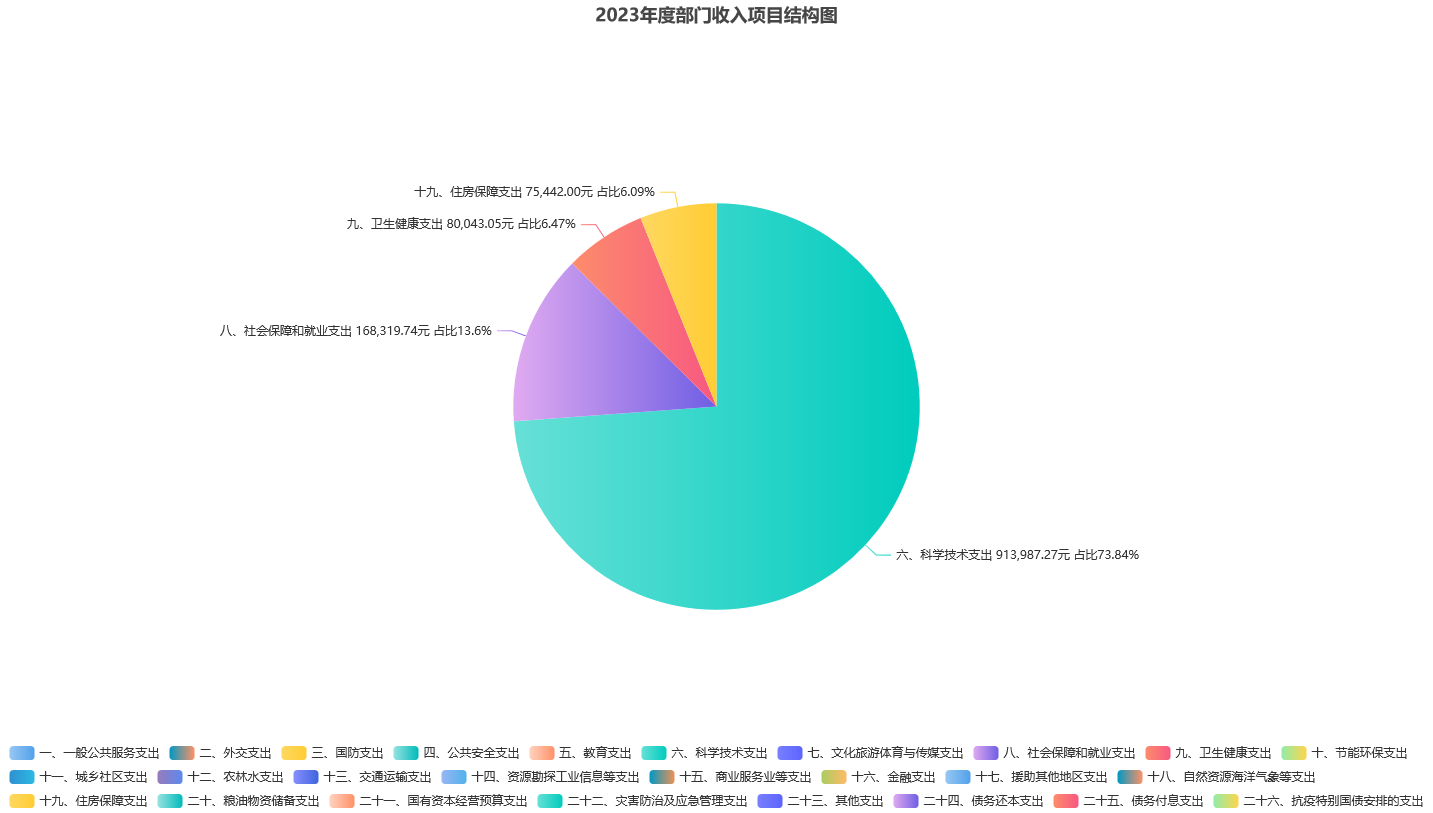 2023年度部门收入项目结构图
十九、住房保障支出 75,442.00元 占比6.09%
九、卫生健康支出 80,043.05元 占比6.47%
八、社会保障和就业支出 168,319.74元 占比13.6%
六、科学技术支出 913,987.27元 占比73.84%
一、一般公共服务支出 二、外交支出 三、国防支出 四、公共安全支出 五、教育支出 六、科学技术支出 七、文化旅游体育与传媒支出 八、社会保障和就业支出 九、卫生健康支出 十、节能环保支出
十一、城乡社区支出 十二、农林水支出 十三、交通运输支出 十四、资源勘探工业信息等支出 十五、商业服务业等支出 十六、金融支出 十七、援助其他地区支出 十八、自然资源海洋气象等支出
十九、住房保障支出 二十、粮油物资储备支出 二十一、国有资本经营预算支出 二十二、灾害防治及应急管理支出 二十三、其他支出 二十四、债务还本支出 二十五、债务付息支出 二十六、抗疫特别国债安排的支出